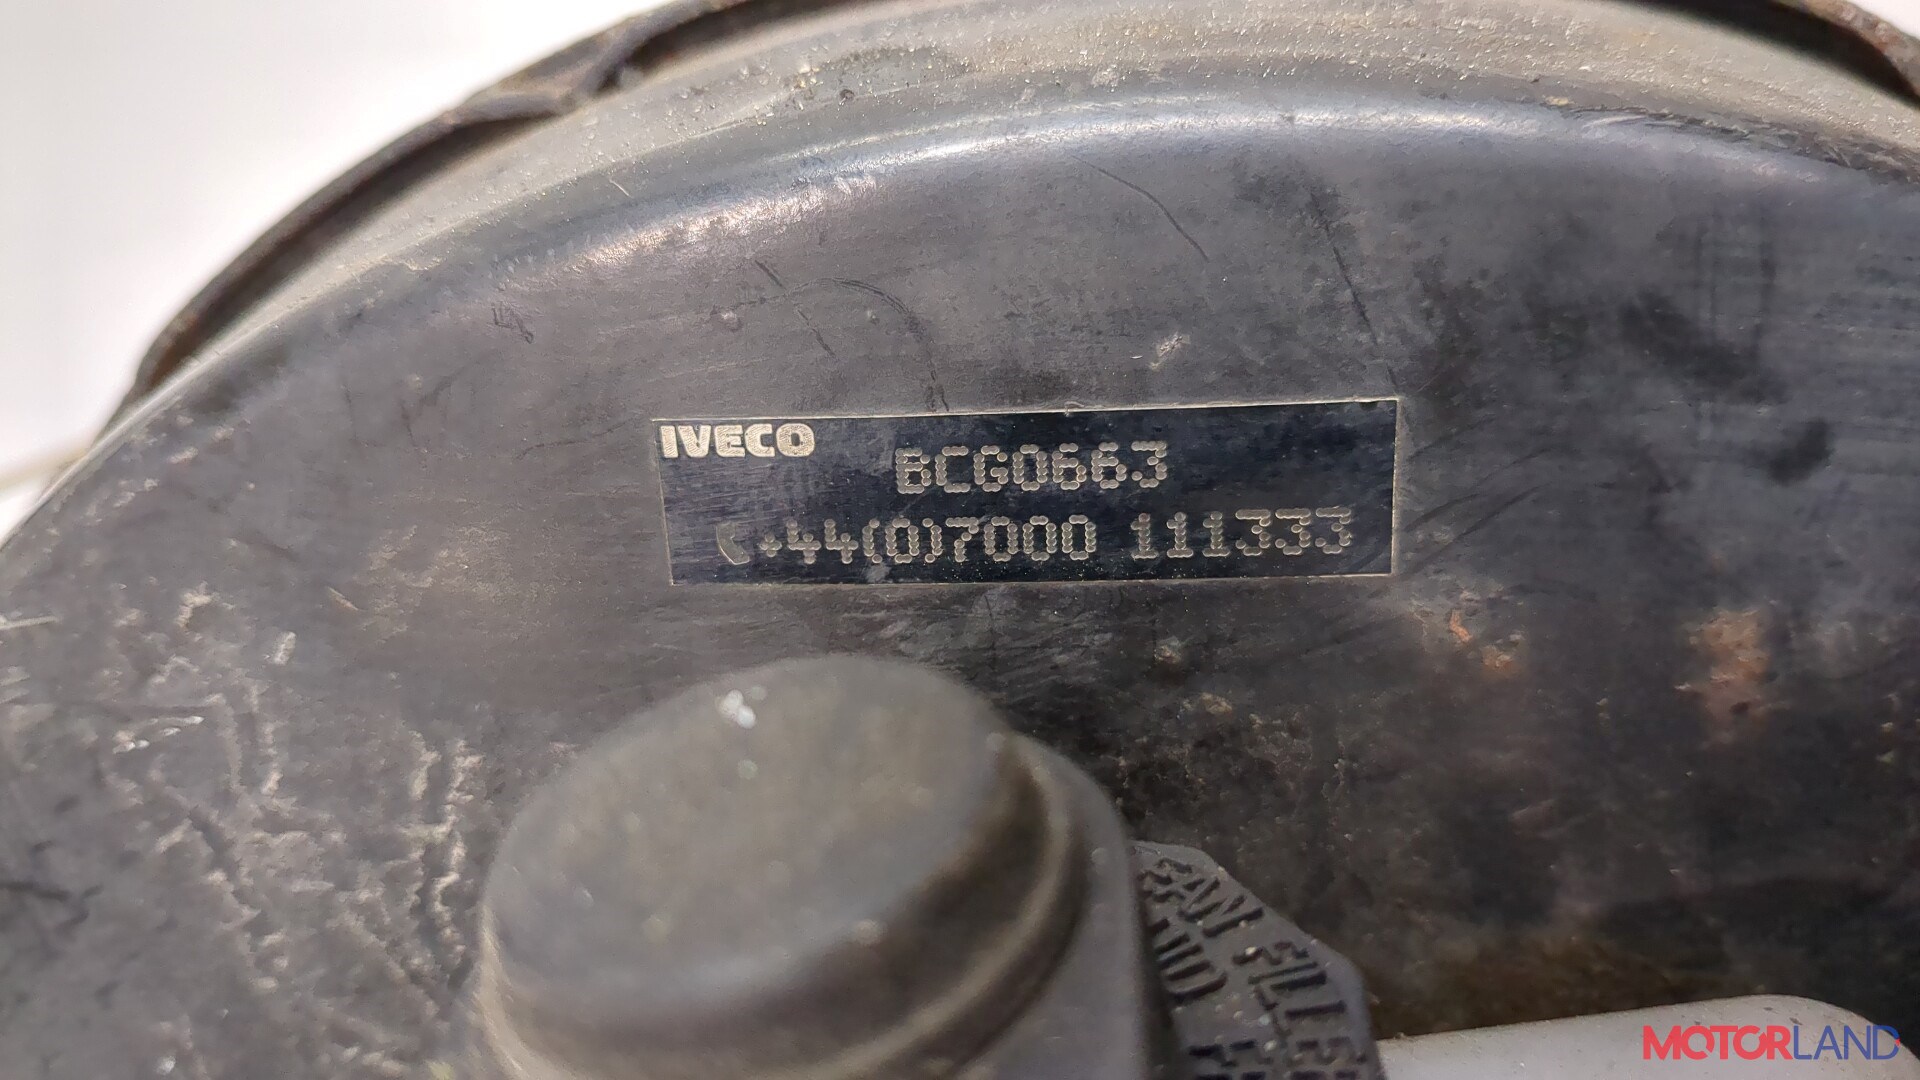 IVECO
BCG0663
+44(0)7000 111333
MOTORLAND